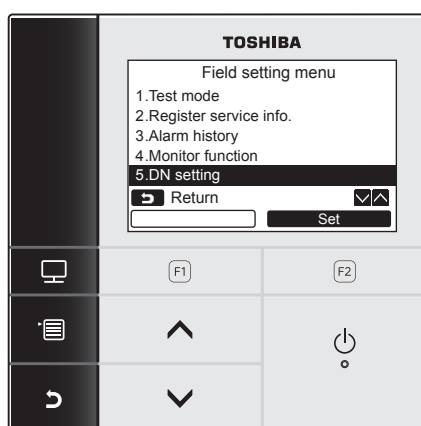 TOSHIBA
Field setting menu
1.Test mode
2.Register service info.
3.Alarm history
4.Monitor function
5.DN setting
Return
Set
F1
F2